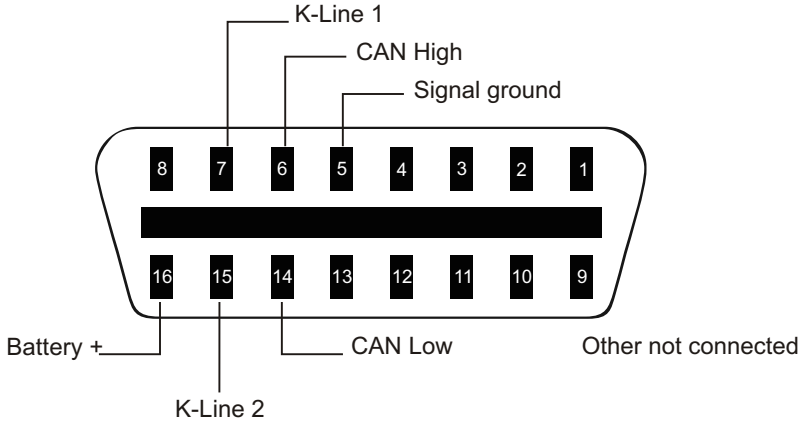 K-Line 1
CAN High
Signal ground
8 7 6 5 4 3 2 1
16 15 14 13 12 11 10 9
Battery + CAN Low Other not connected
K-Line 2